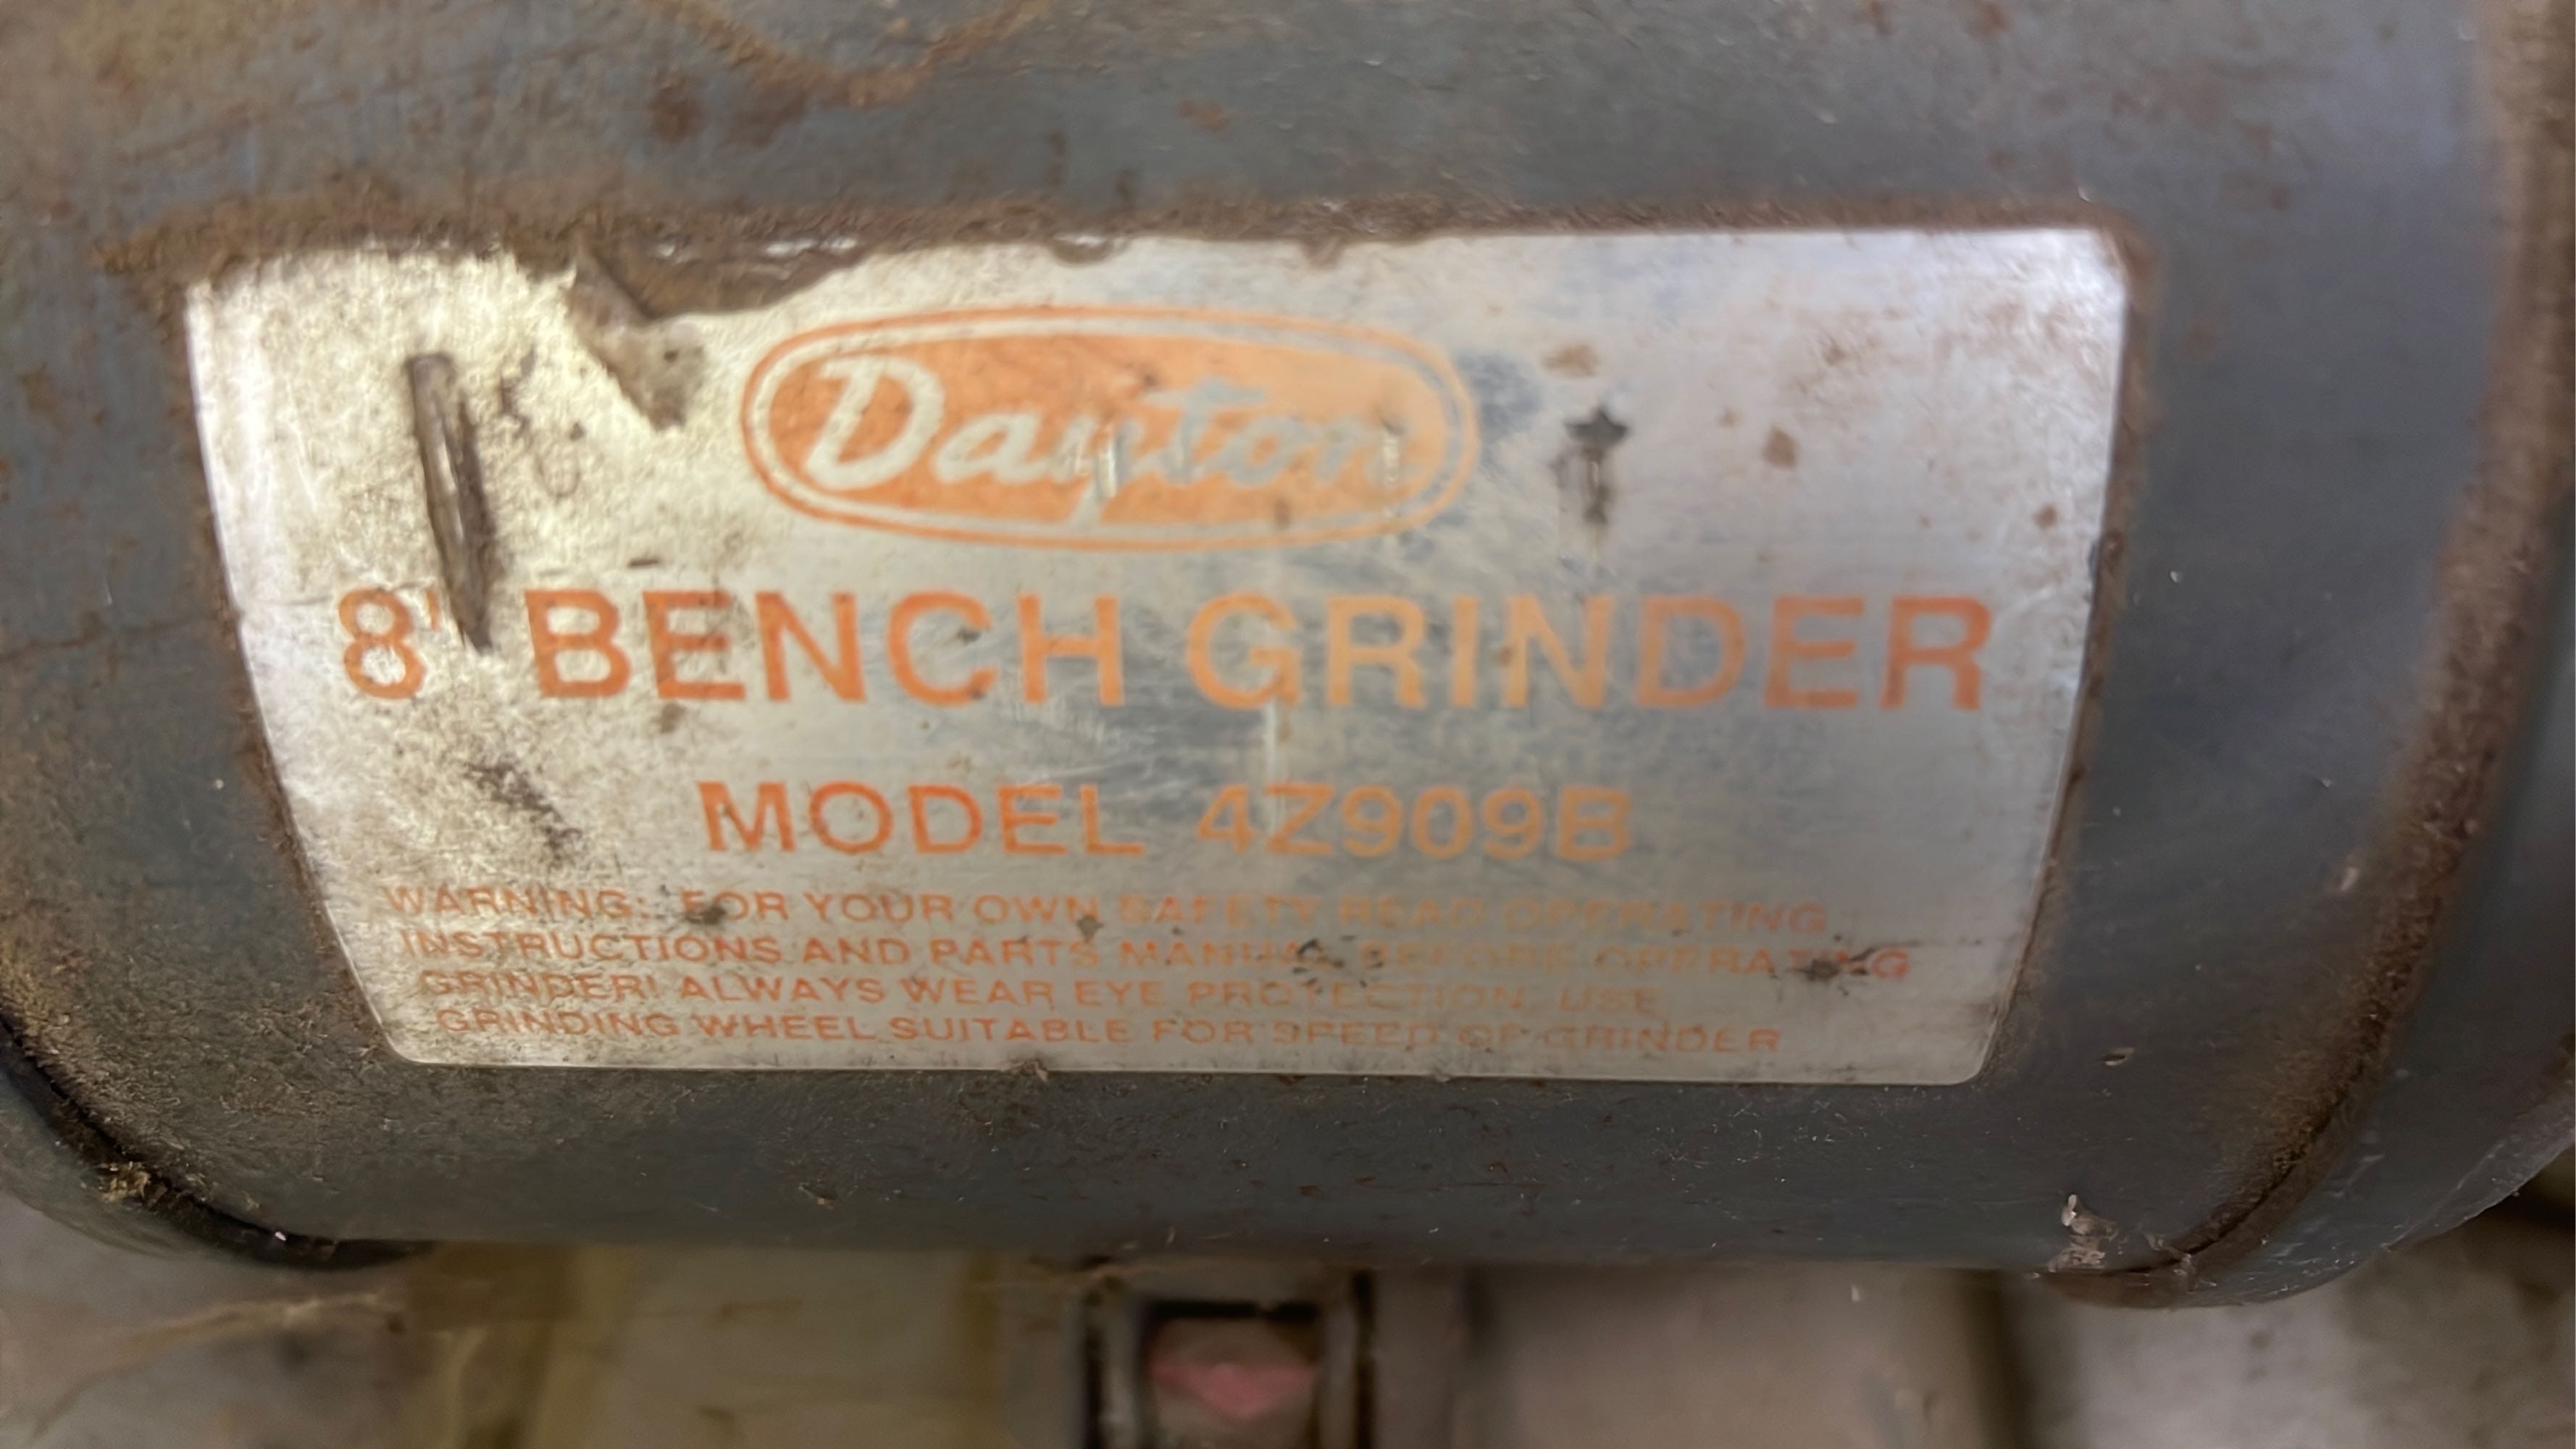 Dayton
8' BENCH GRINDER
MODEL 4Z909B
WARNING: FOR YOUR OWN SAFETY READ OPERATING
INSTRUCTIONS AND PARTS MANUAL BEFORE OPERATING
GRINDER! ALWAYS WEAR EYE PROTECTION. USE
GRINDING WHEEL SUITABLE FOR SPEED OF GRINDER